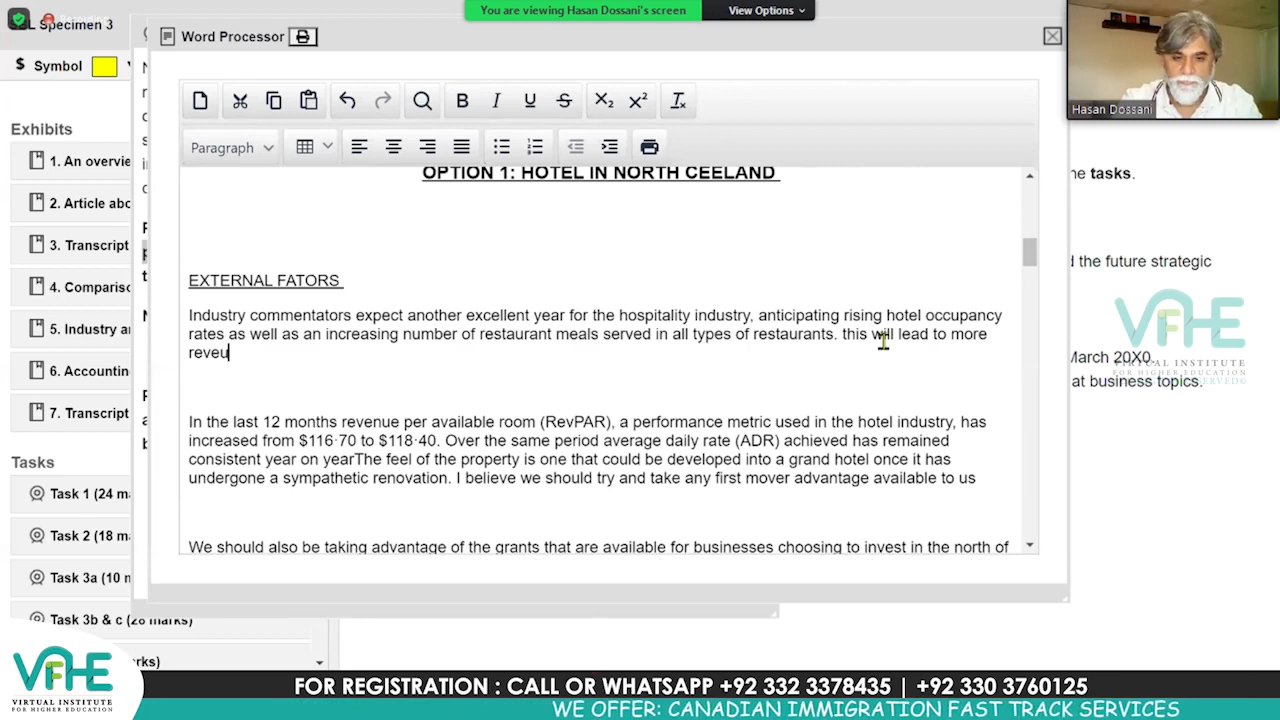 You are viewing Hasan Dossani's screen
View Options
L Specimen 3
Word Processor
Hasan Dossani
Symbol
Paragraph
Exhibits
1. An overvie
2. Article abo
3. Transcript
4. Comparis
5. Industry a
6. Accountin
7. Transcript
Tasks
Task 1 (24 m
Task 2 (18 m
Task 3a (10 m
Task 3b & c (28 marks)
OPTION 1: HOTEL IN NORTH CEELAND
EXTERNAL FATORS
Industry commentators expect another excellent year for the hospitality industry, anticipating rising hotel occupancy
rates as well as an increasing number of restaurant meals served in all types of restaurants. this will lead to more
reveu
In the last 12 months revenue per available room (RevPAR), a performance metric used in the hotel industry, has
increased from $116·70 to $118·40. Over the same period average daily rate (ADR) achieved has remained
consistent year on yearThe feel of the property is one that could be developed into a grand hotel once it has
undergone a sympathetic renovation. I believe we should try and take any first mover advantage available to us
We should also be taking advantage of the grants that are available for businesses choosing to invest in the north of
ne tasks.
d the future strategic
March 20X0.
at business topics.
VFHE
VIRTUAL INSTITUTE
FOR HIGHER EDUCATION
VFHE
VIRTUAL INSTITUTE
FOR HIGHER EDUCATION
FOR REGISTRATION : CALL OR WHATSAPP +92 332 3378435 | +92 330 3760125
WE OFFER: CANADIAN IMMIGRATION FAST TRACK SERVICES